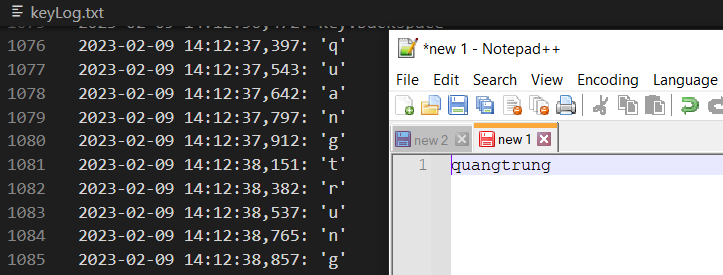 keyLog.txt
1076 2023-02-09 14:12:37,397: 'q'
1077 2023-02-09 14:12:37,543: 'u'
1078 2023-02-09 14:12:37,642: 'a'
1079 2023-02-09 14:12:37,797: 'n'
1080 2023-02-09 14:12:37,912: 'g'
1081 2023-02-09 14:12:38,151: 't'
1082 2023-02-09 14:12:38,382: 'r'
1083 2023-02-09 14:12:38,537: 'u'
1084 2023-02-09 14:12:38,765: 'n'
1085 2023-02-09 14:12:38,857: 'g'
*new 1 - Notepad++
File Edit Search View Encoding Language
new 2 new 1
1 quangtrung